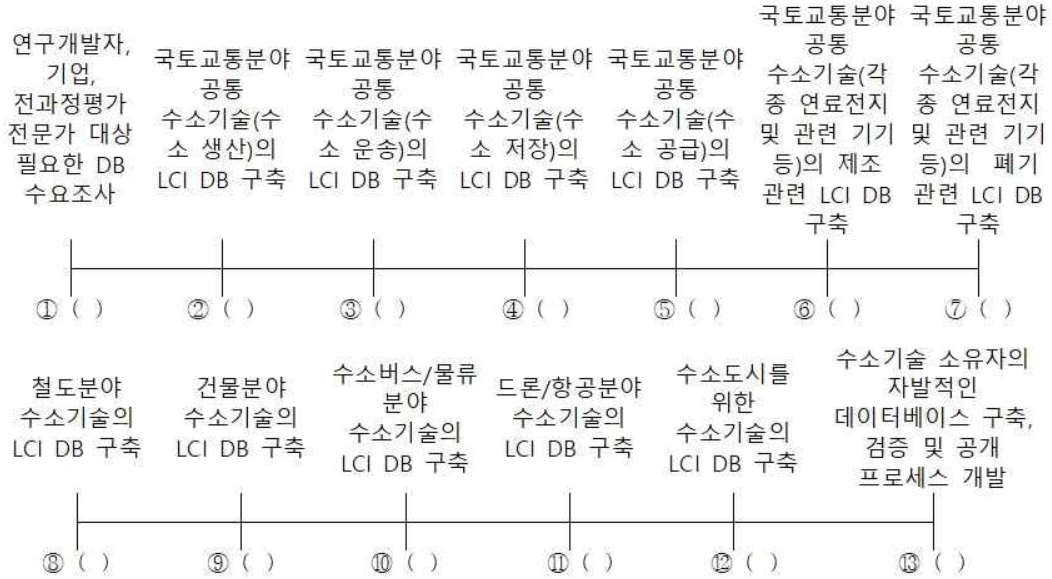 연구개발자,
기업,
전과정평가
전문가 대상
필요한 DB
수요조사
국토교통분야
공통
수소기술(수
소 생산)의
LCI DB 구축
국토교통분야
공통
수소기술(수
소 운송)의
LCI DB 구축
국토교통분야
공통
수소기술(수
소 저장)의
LCI DB 구축
국토교통분야
공통
수소기술(수
소 공급)의
LCI DB 구축
국토교통분야
공통
수소기술(각
종 연료전지
및 관련 기기
등)의 제조
관련 LCI DB
구축
국토교통분야
공통
수소기술(각
종 연료전지
및 관련 기기
등)의 폐기
관련 LCI DB
구축
① ( )
② ( )
③ ( )
④ ( )
⑤ ( )
⑥ ( )
⑦ ( )
철도분야
수소기술의
LCI DB 구축
건물분야
수소기술의
LCI DB 구축
수소버스/물류
분야
수소기술의
LCI DB 구축
드론/항공분야
수소기술의
LCI DB 구축
수소도시를
위한
수소기술의
LCI DB 구축
수소기술 소유자의
자발적인
데이터베이스 구축,
검증 및 공개
프로세스 개발
⑧ ( )
⑨ ( )
⑩ ( )
⑪ ( )
⑫ ( )
⑬ ( )